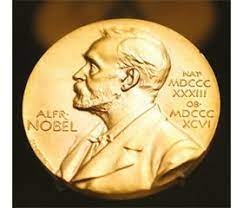 ALFR·
NOBEL
NAT·
MDCCC
XXXIII
OB·
MDCCC
XCVI